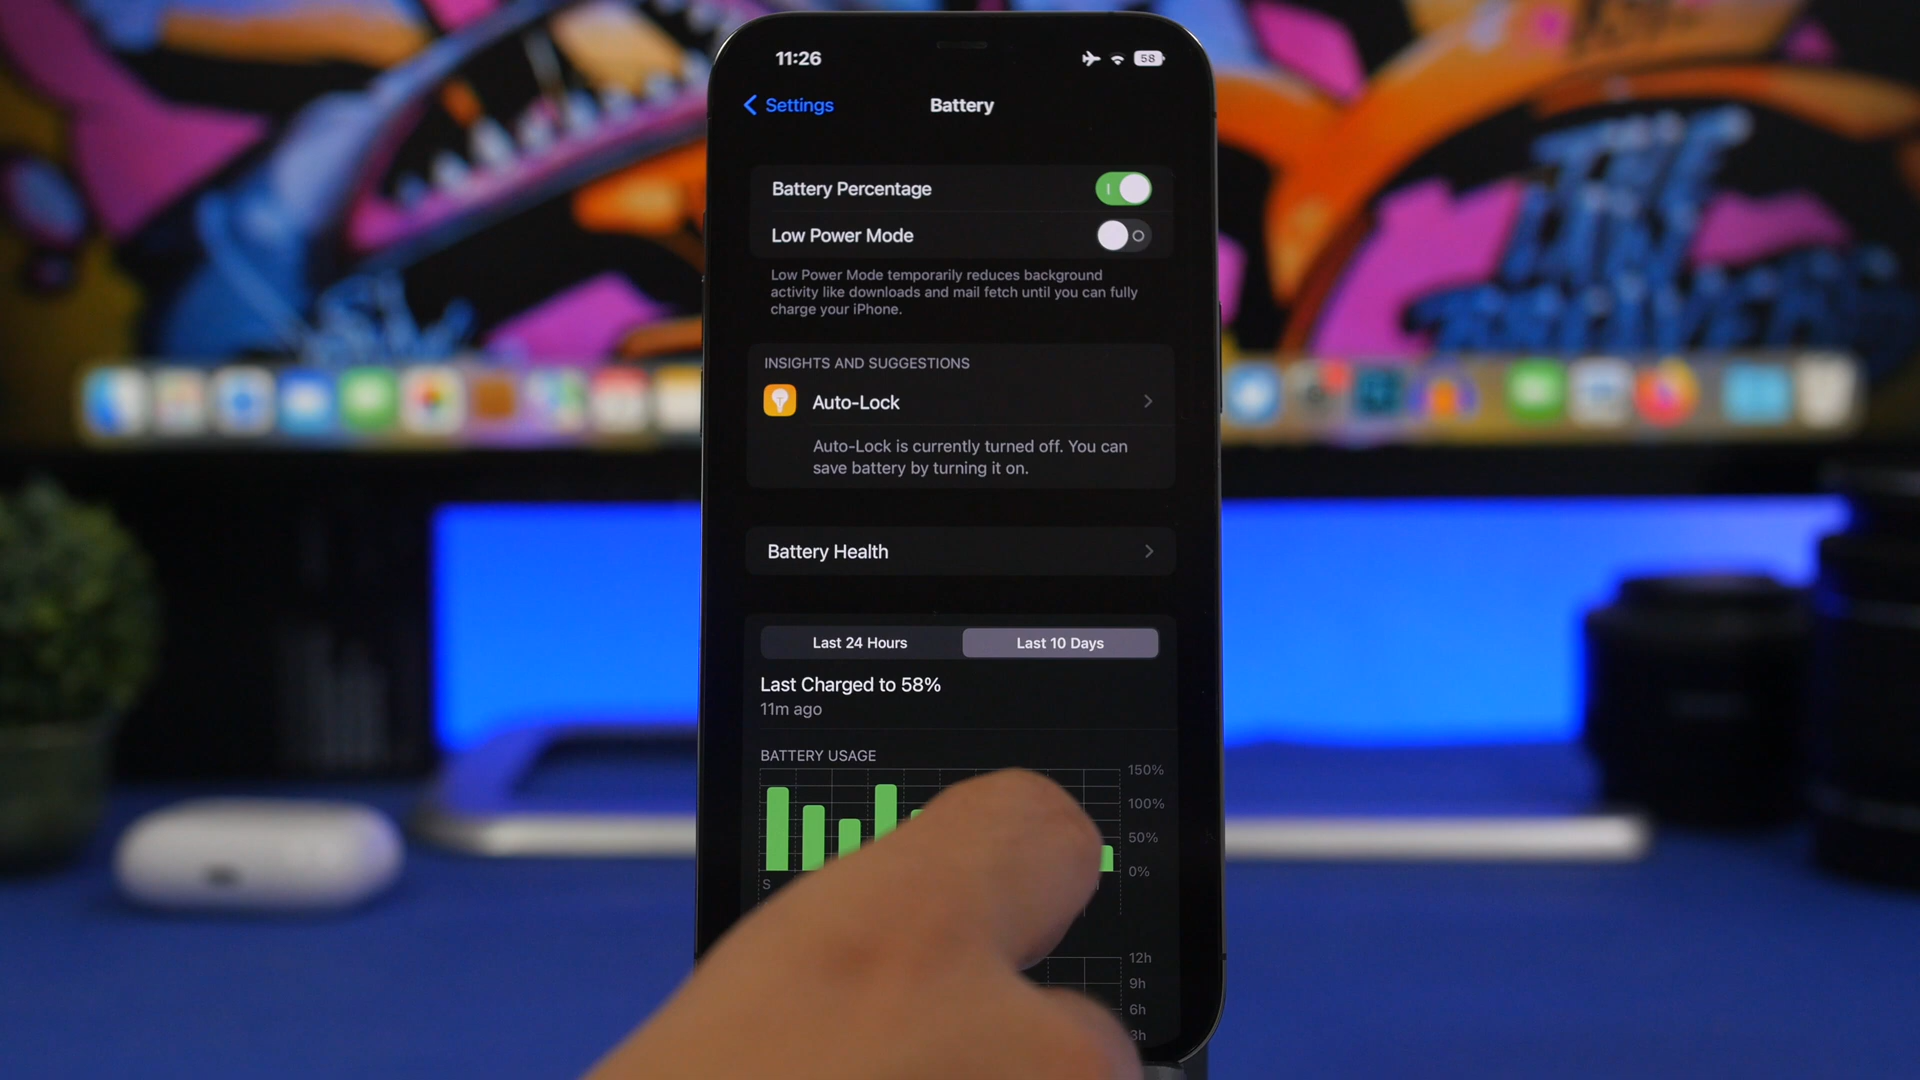 11:26
58
Settings
Battery
Battery Percentage
Low Power Mode
Low Power Mode temporarily reduces background
activity like downloads and mail fetch until you can fully
charge your iPhone.
INSIGHTS AND SUGGESTIONS
Auto-Lock
Auto-Lock is currently turned off. You can
save battery by turning it on.
Battery Health
Last 24 Hours
Last 10 Days
Last Charged to 58%
11m ago
BATTERY USAGE
150%
100%
50%
0%
S
12h
9h
6h
3h
THE